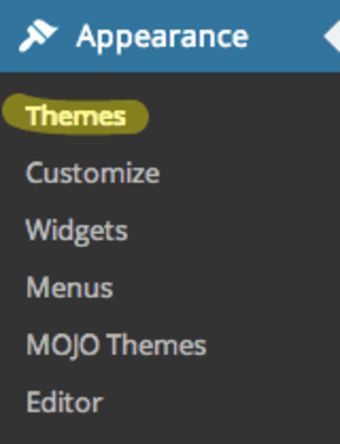 Appearance
Themes
Customize
Widgets
Menus
MOJO Themes
Editor